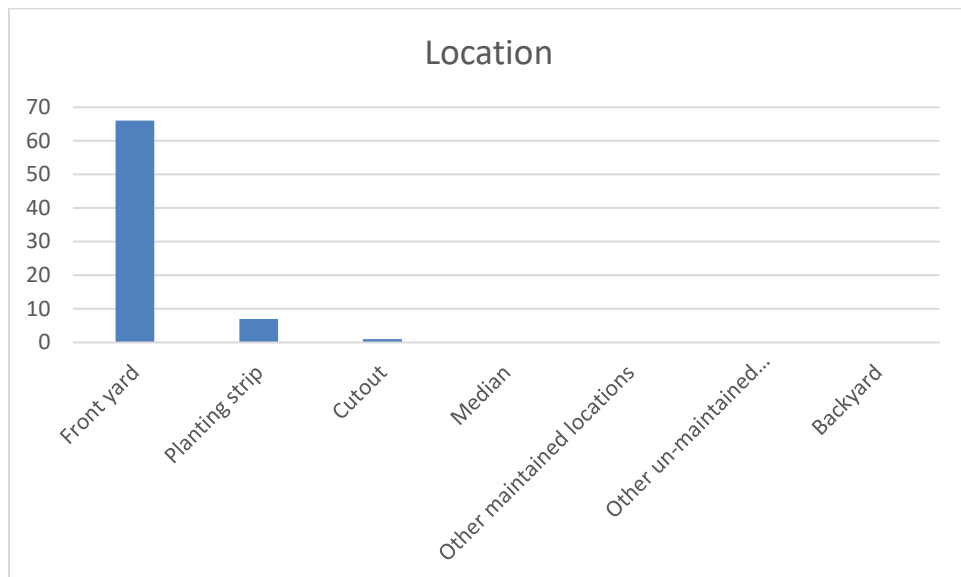 Location
70
60
50
40
30
20
10
0
Front yard
Planting strip
Cutout
Median
Other maintained locations
Other un-maintained…
Backyard